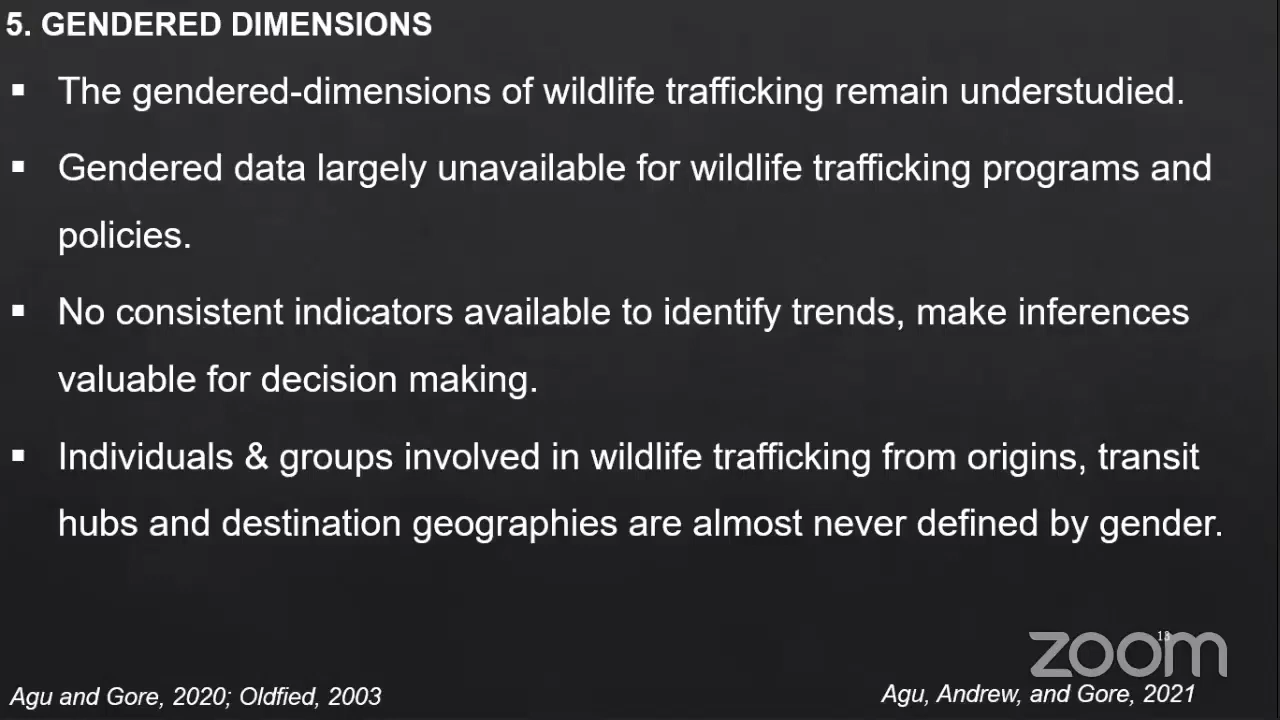 5. GENDERED DIMENSIONS
▪ The gendered-dimensions of wildlife trafficking remain understudied.
▪ Gendered data largely unavailable for wildlife trafficking programs and
policies.
▪ No consistent indicators available to identify trends, make inferences
valuable for decision making.
▪ Individuals & groups involved in wildlife trafficking from origins, transit
hubs and destination geographies are almost never defined by gender.
13
zoom
Agu and Gore, 2020; Oldfied, 2003
Agu, Andrew, and Gore, 2021